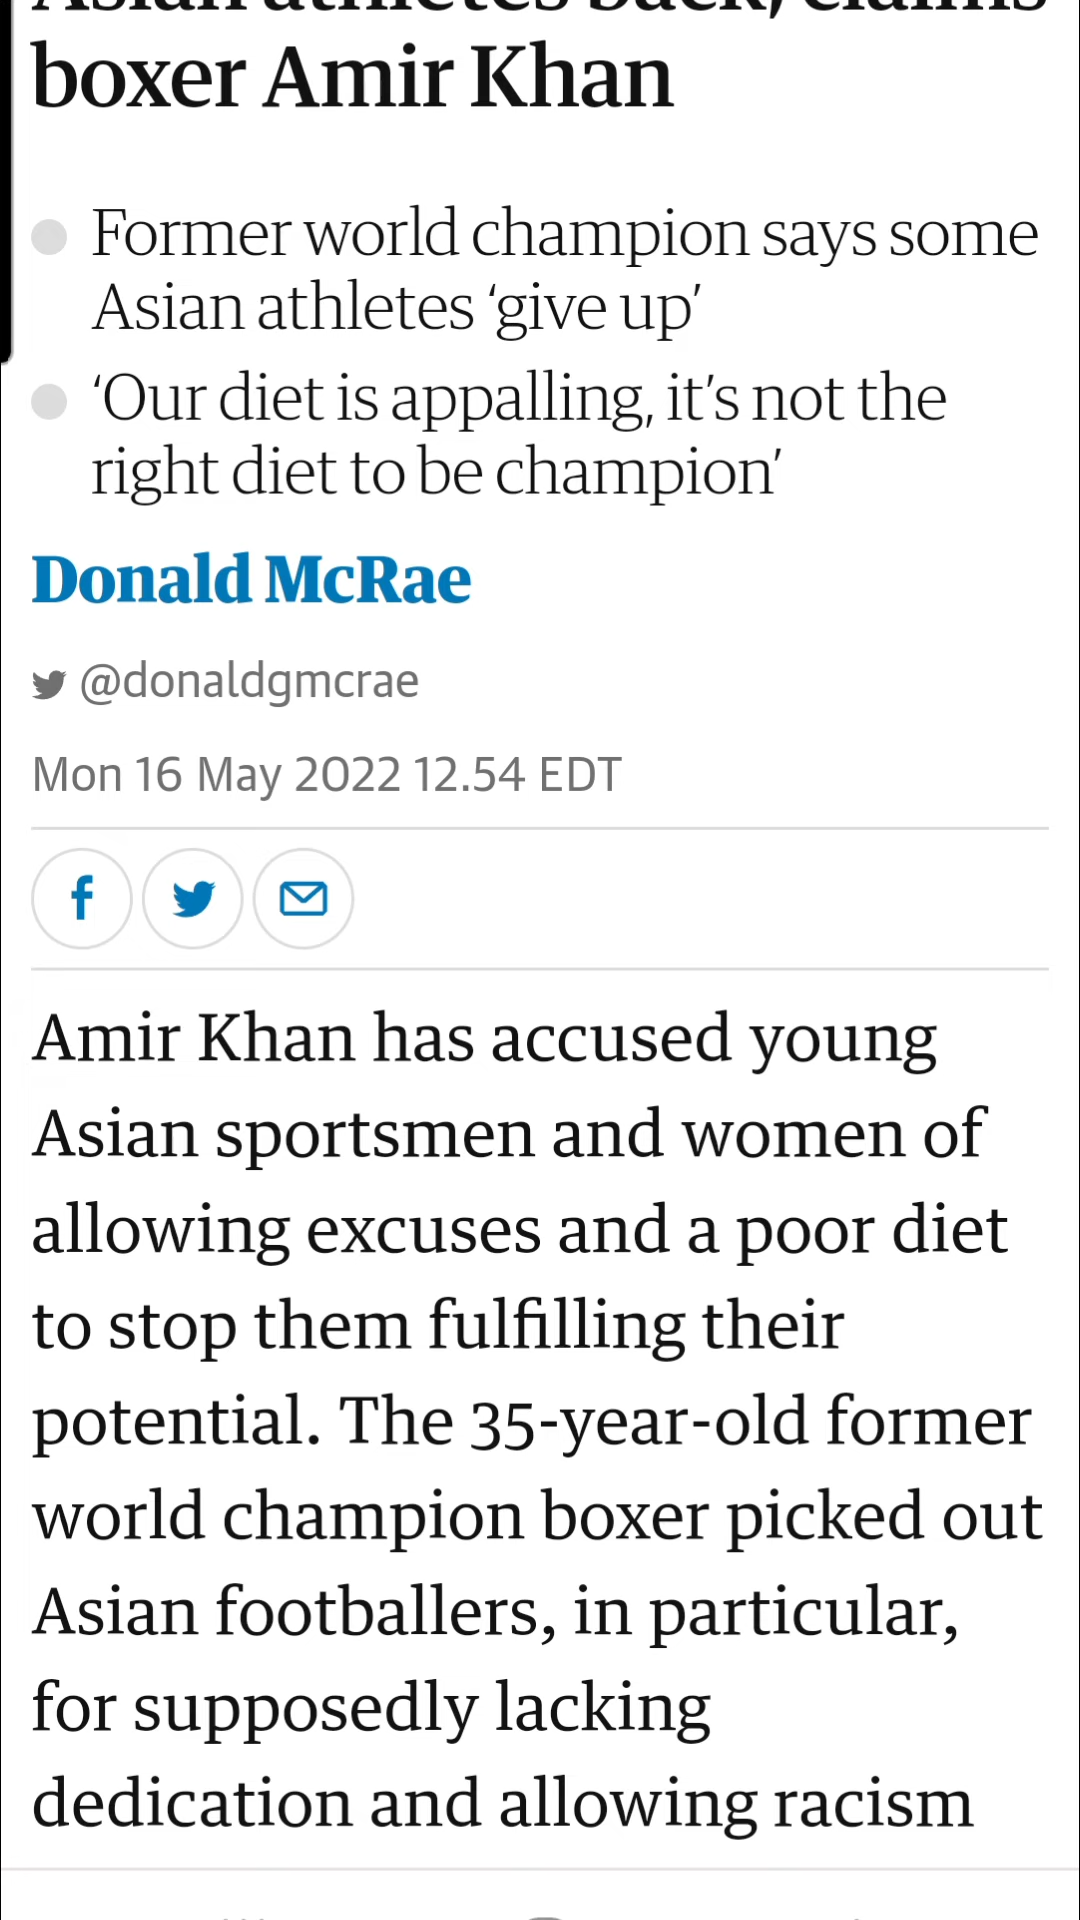 Asian athletes back, claims
boxer Amir Khan
Former world champion says some
Asian athletes ‘give up’
‘Our diet is appalling, it’s not the
right diet to be champion’
Donald McRae
@donaldgmcrae
Mon 16 May 2022 12.54 EDT
Amir Khan has accused young
Asian sportsmen and women of
allowing excuses and a poor diet
to stop them fulfilling their
potential. The 35-year-old former
world champion boxer picked out
Asian footballers, in particular,
for supposedly lacking
dedication and allowing racism